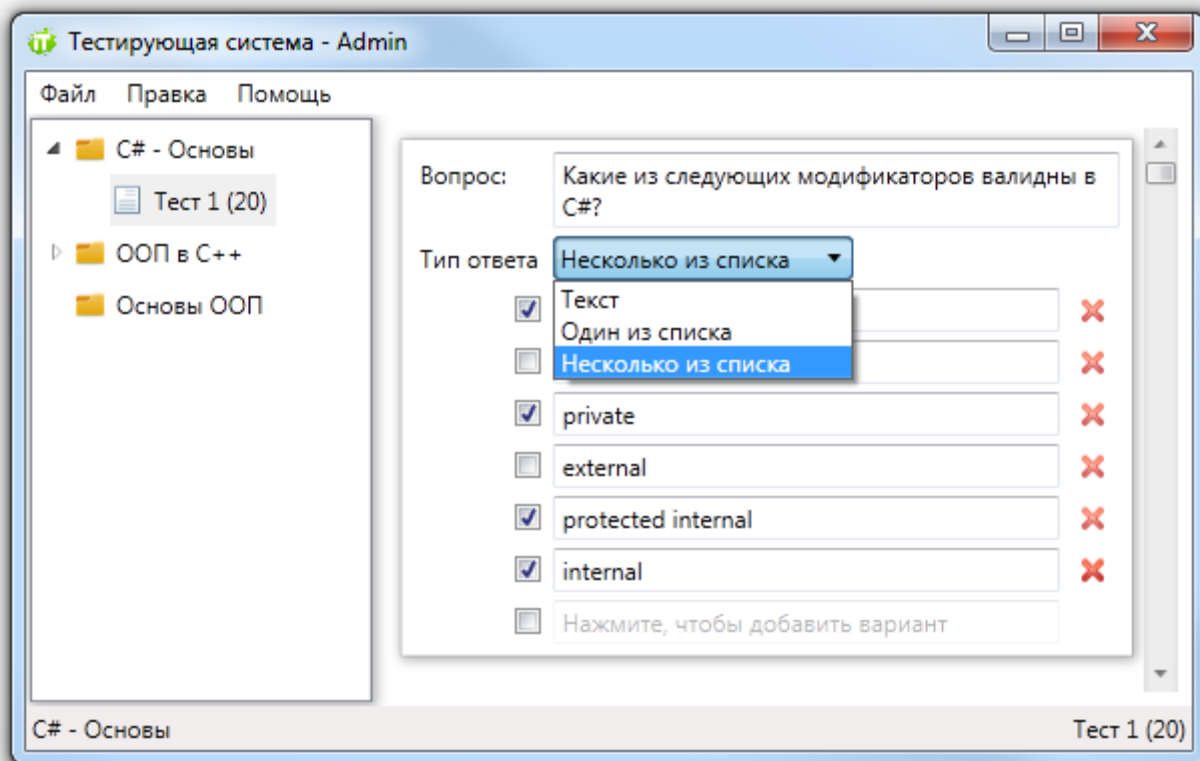 Тестирующая система - Admin
Файл Правка Помощь
C# - Основы
Тест 1 (20)
ООП в C++
Основы ООП
Вопрос:
Какие из следующих модификаторов валидны в
C#?
Тип ответа
Несколько из списка
Текст
Один из списка
Несколько из списка
private
external
protected internal
internal
Нажмите, чтобы добавить вариант
C# - Основы
Тест 1 (20)